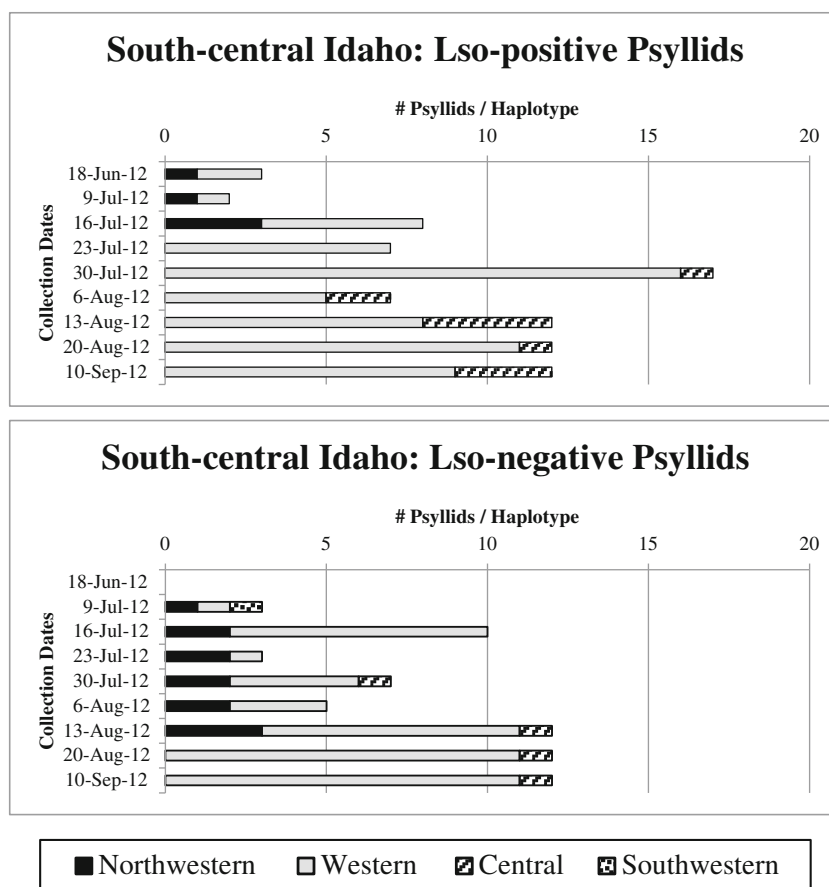 South-central Idaho: Lso-positive Psyllids
# Psyllids / Haplotype
0 5 10 15 20
Collection Dates
18-Jun-12
9-Jul-12
16-Jul-12
23-Jul-12
30-Jul-12
6-Aug-12
13-Aug-12
20-Aug-12
10-Sep-12
South-central Idaho: Lso-negative Psyllids
# Psyllids / Haplotype
0 5 10 15 20
Collection Dates
18-Jun-12
9-Jul-12
16-Jul-12
23-Jul-12
30-Jul-12
6-Aug-12
13-Aug-12
20-Aug-12
10-Sep-12
Northwestern Western Central Southwestern